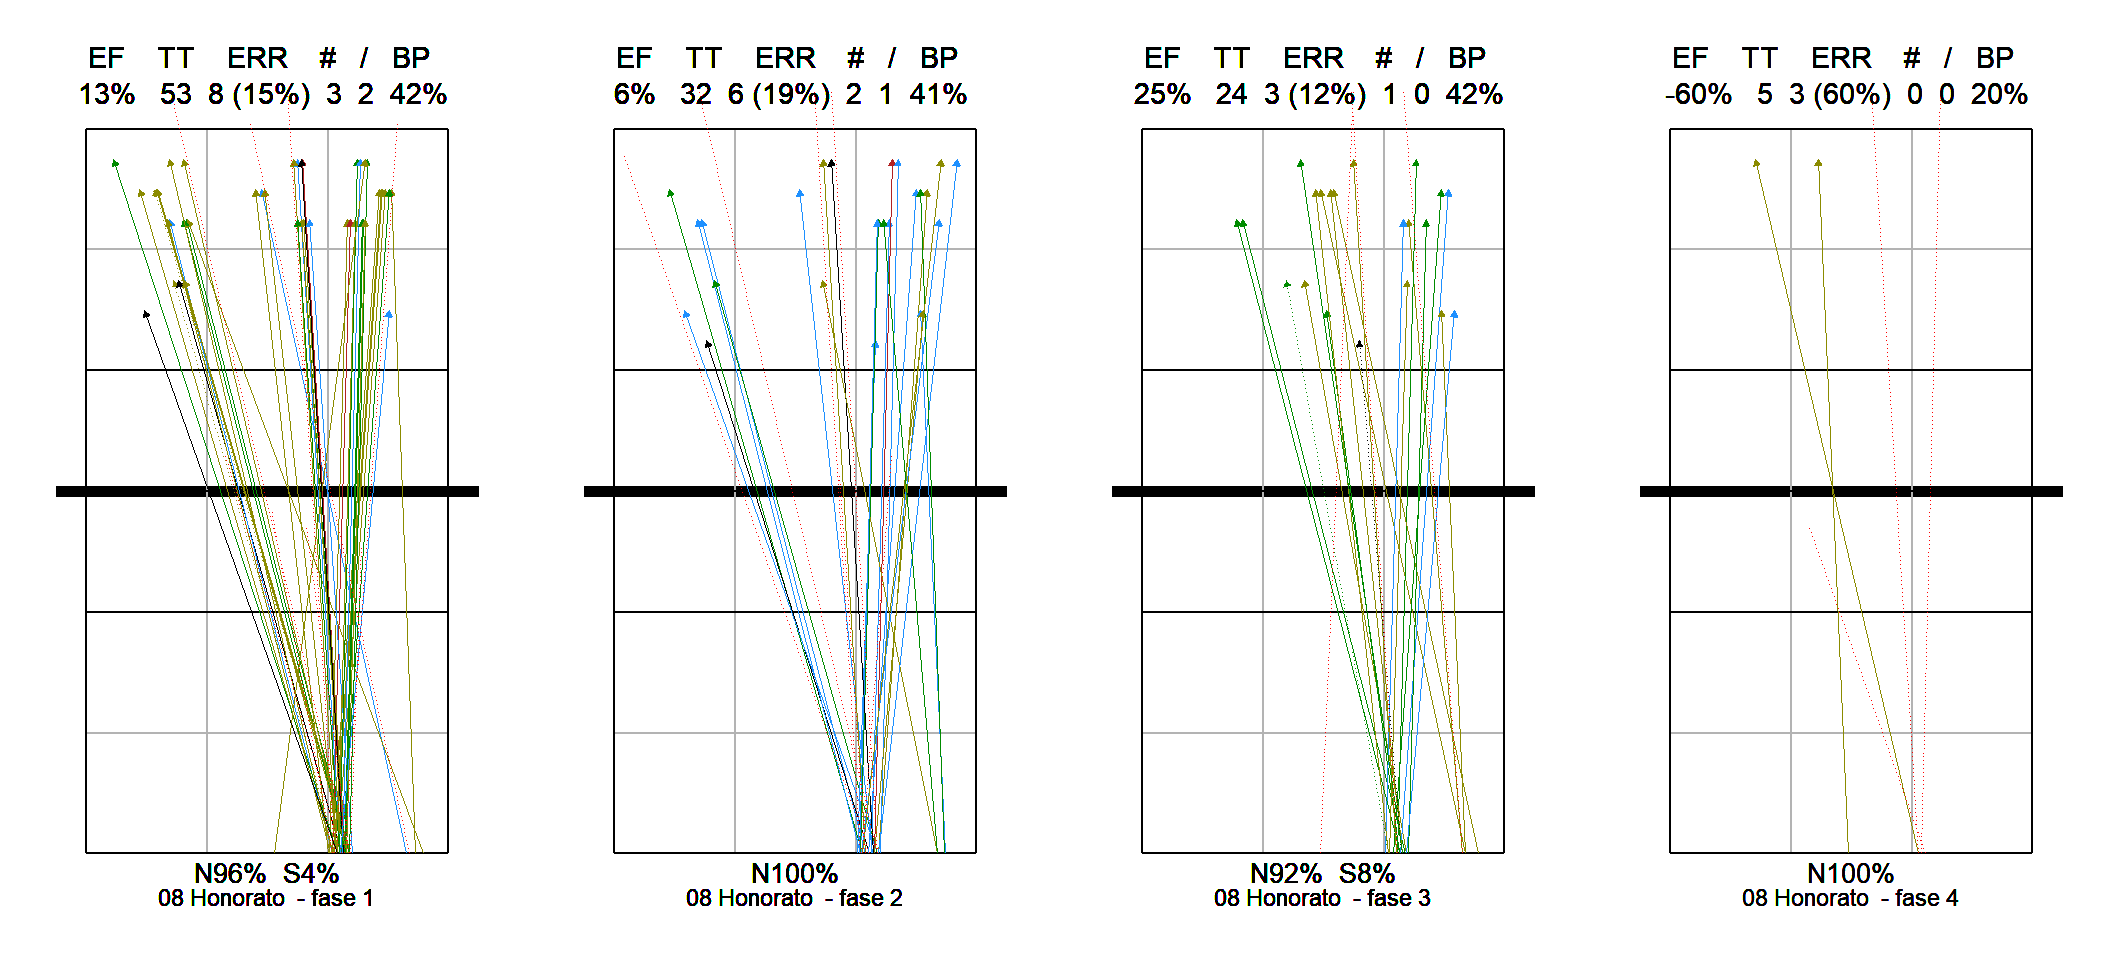 EF TT ERR # / BP
13% 53 8 (15%) 3 2 42%
N96% S4%
08 Honorato - fase 1
EF TT ERR # / BP
6% 32 6 (19%) 2 1 41%
N100%
08 Honorato - fase 2
EF TT ERR # / BP
25% 24 3 (12%) 1 0 42%
N92% S8%
08 Honorato - fase 3
EF TT ERR # / BP
-60% 5 3 (60%) 0 0 20%
N100%
08 Honorato - fase 4